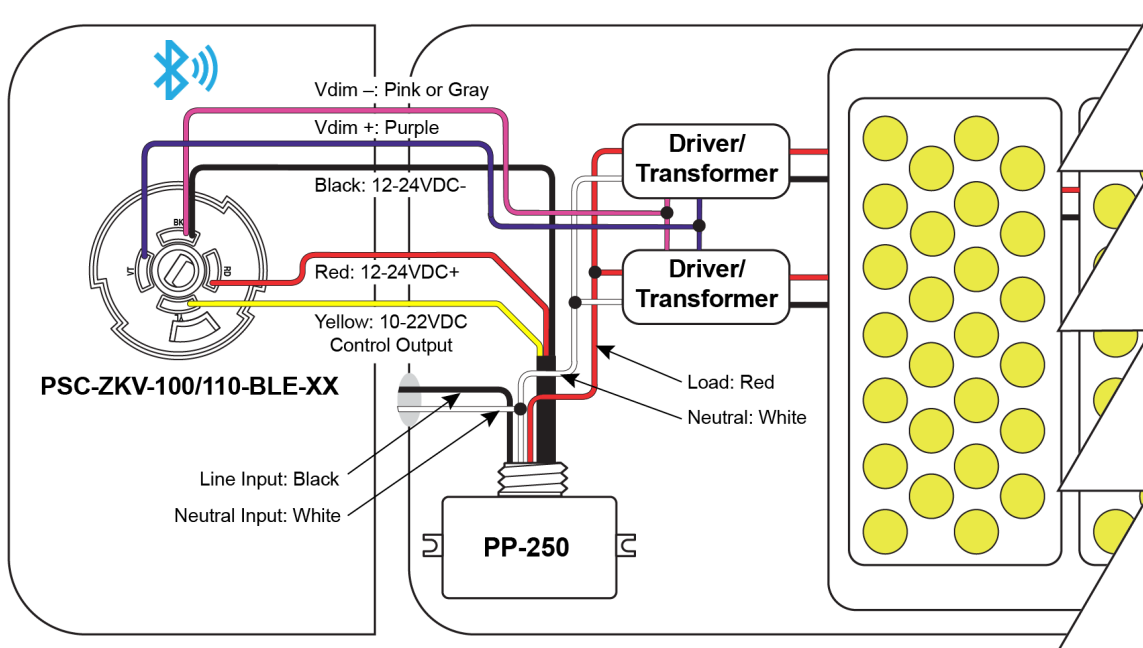 Vdim –: Pink or Gray
Vdim +: Purple
Black: 12-24VDC-
Driver/
Transformer
BK
VT
RD
YL
Red: 12-24VDC+
Driver/
Transformer
Yellow: 10-22VDC
Control Output
PSC-ZKV-100/110-BLE-XX
Load: Red
Neutral: White
Line Input: Black
Neutral Input: White
PP-250